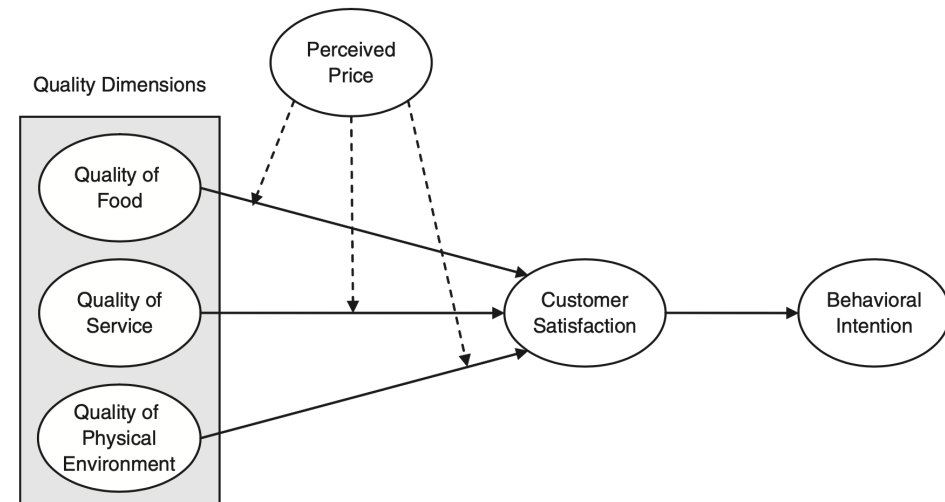 Perceived
Price
Quality Dimensions
Quality of
Food
Quality of
Service
Customer
Satisfaction
Behavioral
Intention
Quality of
Physical
Environment